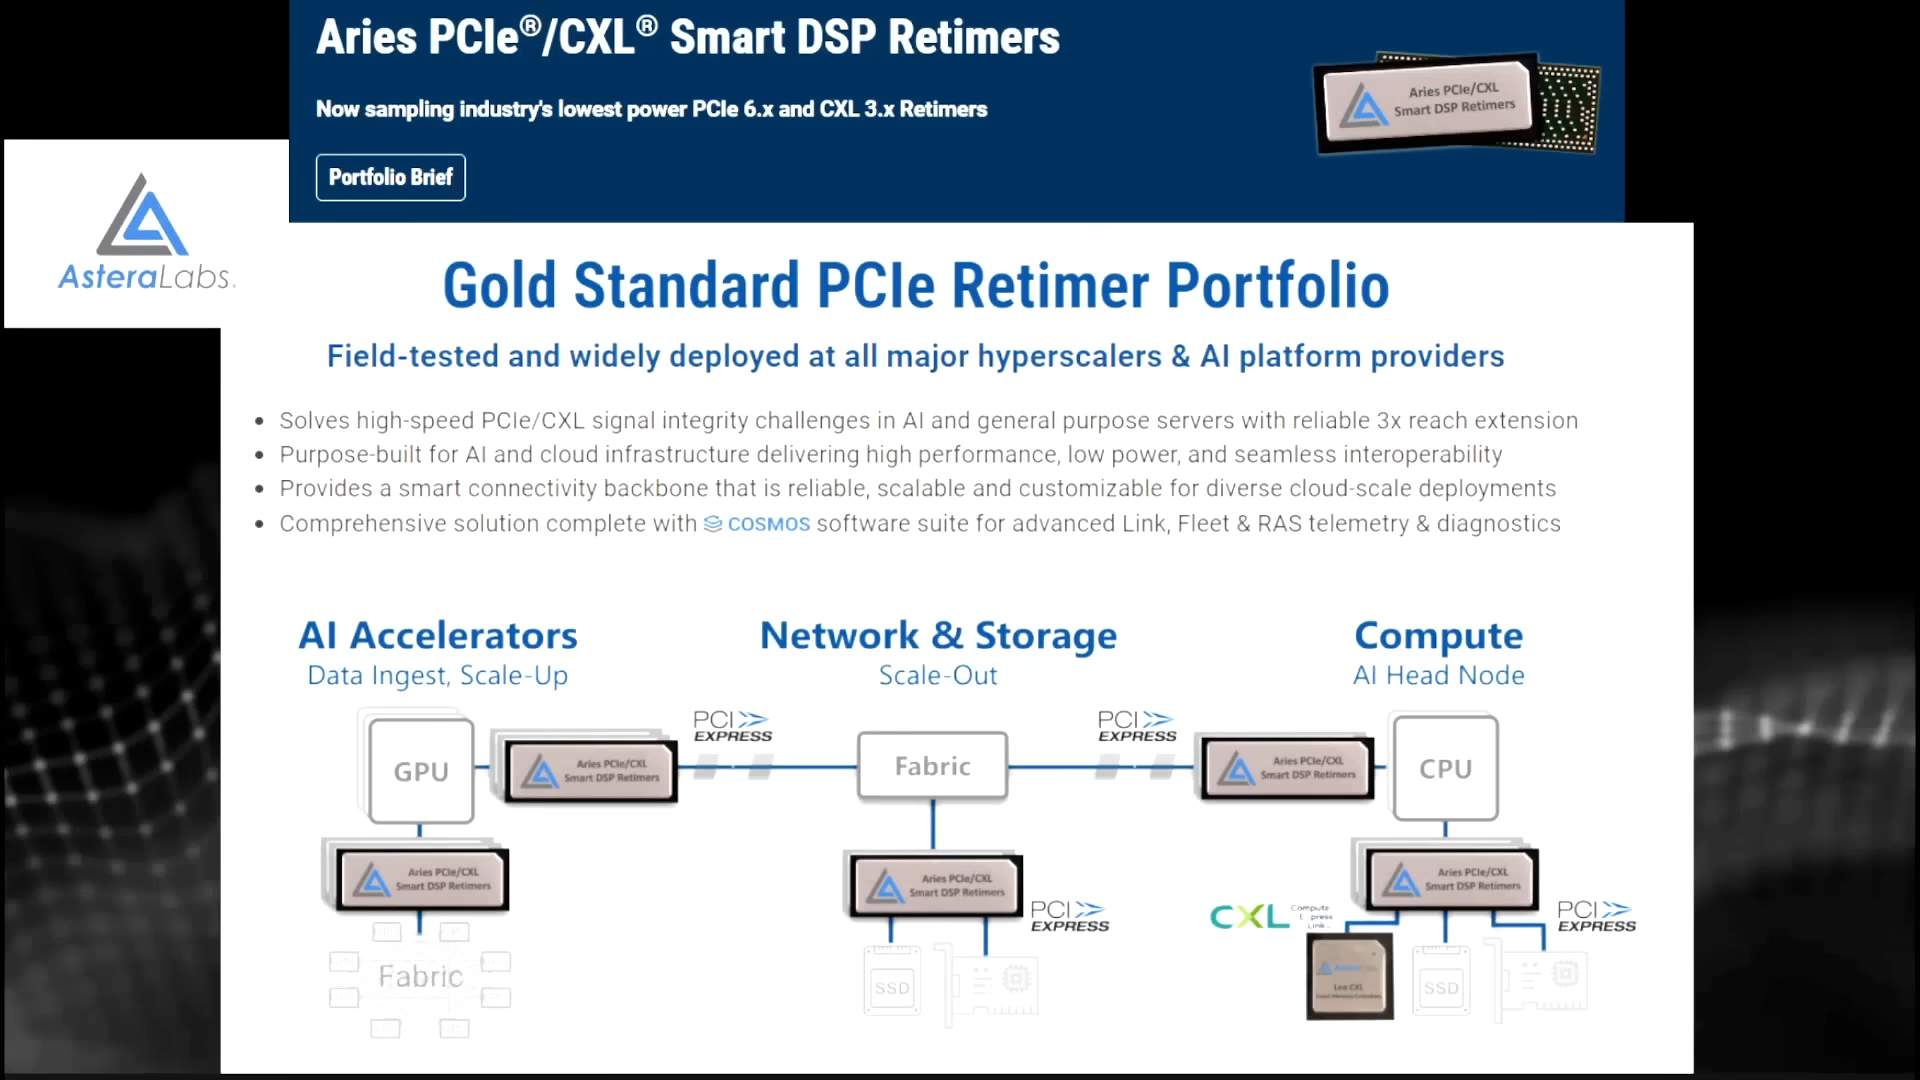 Aries PCIe®/CXL® Smart DSP Retimers
Now sampling industry's lowest power PCIe 6.x and CXL 3.x Retimers
Portfolio Brief
Aries PCIe/CXL
Smart DSP Retimers
AsteraLabs.
Gold Standard PCIe Retimer Portfolio
Field-tested and widely deployed at all major hyperscalers & AI platform providers
• Solves high-speed PCIe/CXL signal integrity challenges in AI and general purpose servers with reliable 3x reach extension
• Purpose-built for AI and cloud infrastructure delivering high performance, low power, and seamless interoperability
• Provides a smart connectivity backbone that is reliable, scalable and customizable for diverse cloud-scale deployments
• Comprehensive solution complete with COSMOS software suite for advanced Link, Fleet & RAS telemetry & diagnostics
AI Accelerators
Data Ingest, Scale-Up
Network & Storage
Scale-Out
Compute
AI Head Node
GPU
Aries PCIe/CXL
Smart DSP Retimers
PCI
EXPRESS
Fabric
PCI
EXPRESS
Aries PCIe/CXL
Smart DSP Retimers
CPU
Aries PCIe/CXL
Smart DSP Retimers
Fabric
Aries PCIe/CXL
Smart DSP Retimers
PCI
EXPRESS
SSD
Aries PCIe/CXL
Smart DSP Retimers
CXL
Compute
Link
PCI
EXPRESS
Leo CXL
SSD